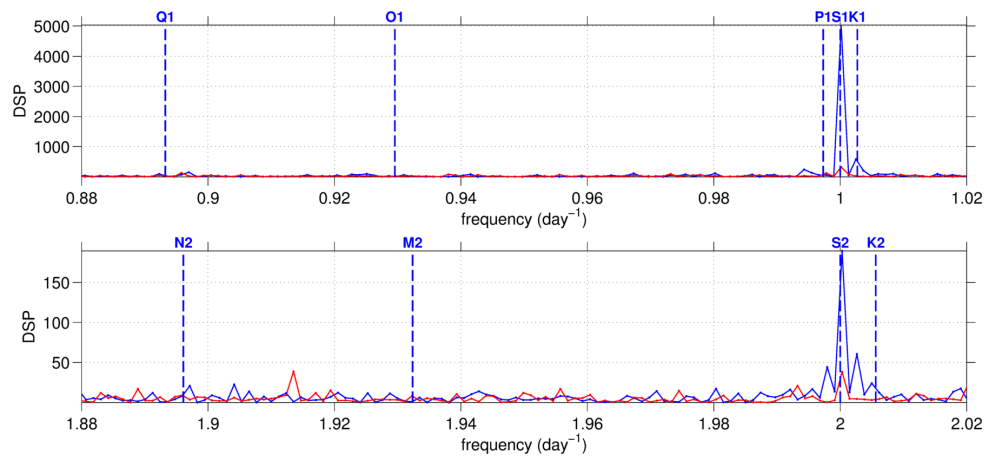 Q1 O1 P1S1K1
5000
4000
3000
2000
1000
DSP
0.88 0.9 0.92 0.94 0.96 0.98 1 1.02
frequency (day⁻¹)
N2 M2 S2 K2
150
100
50
DSP
1.88 1.9 1.92 1.94 1.96 1.98 2 2.02
frequency (day⁻¹)